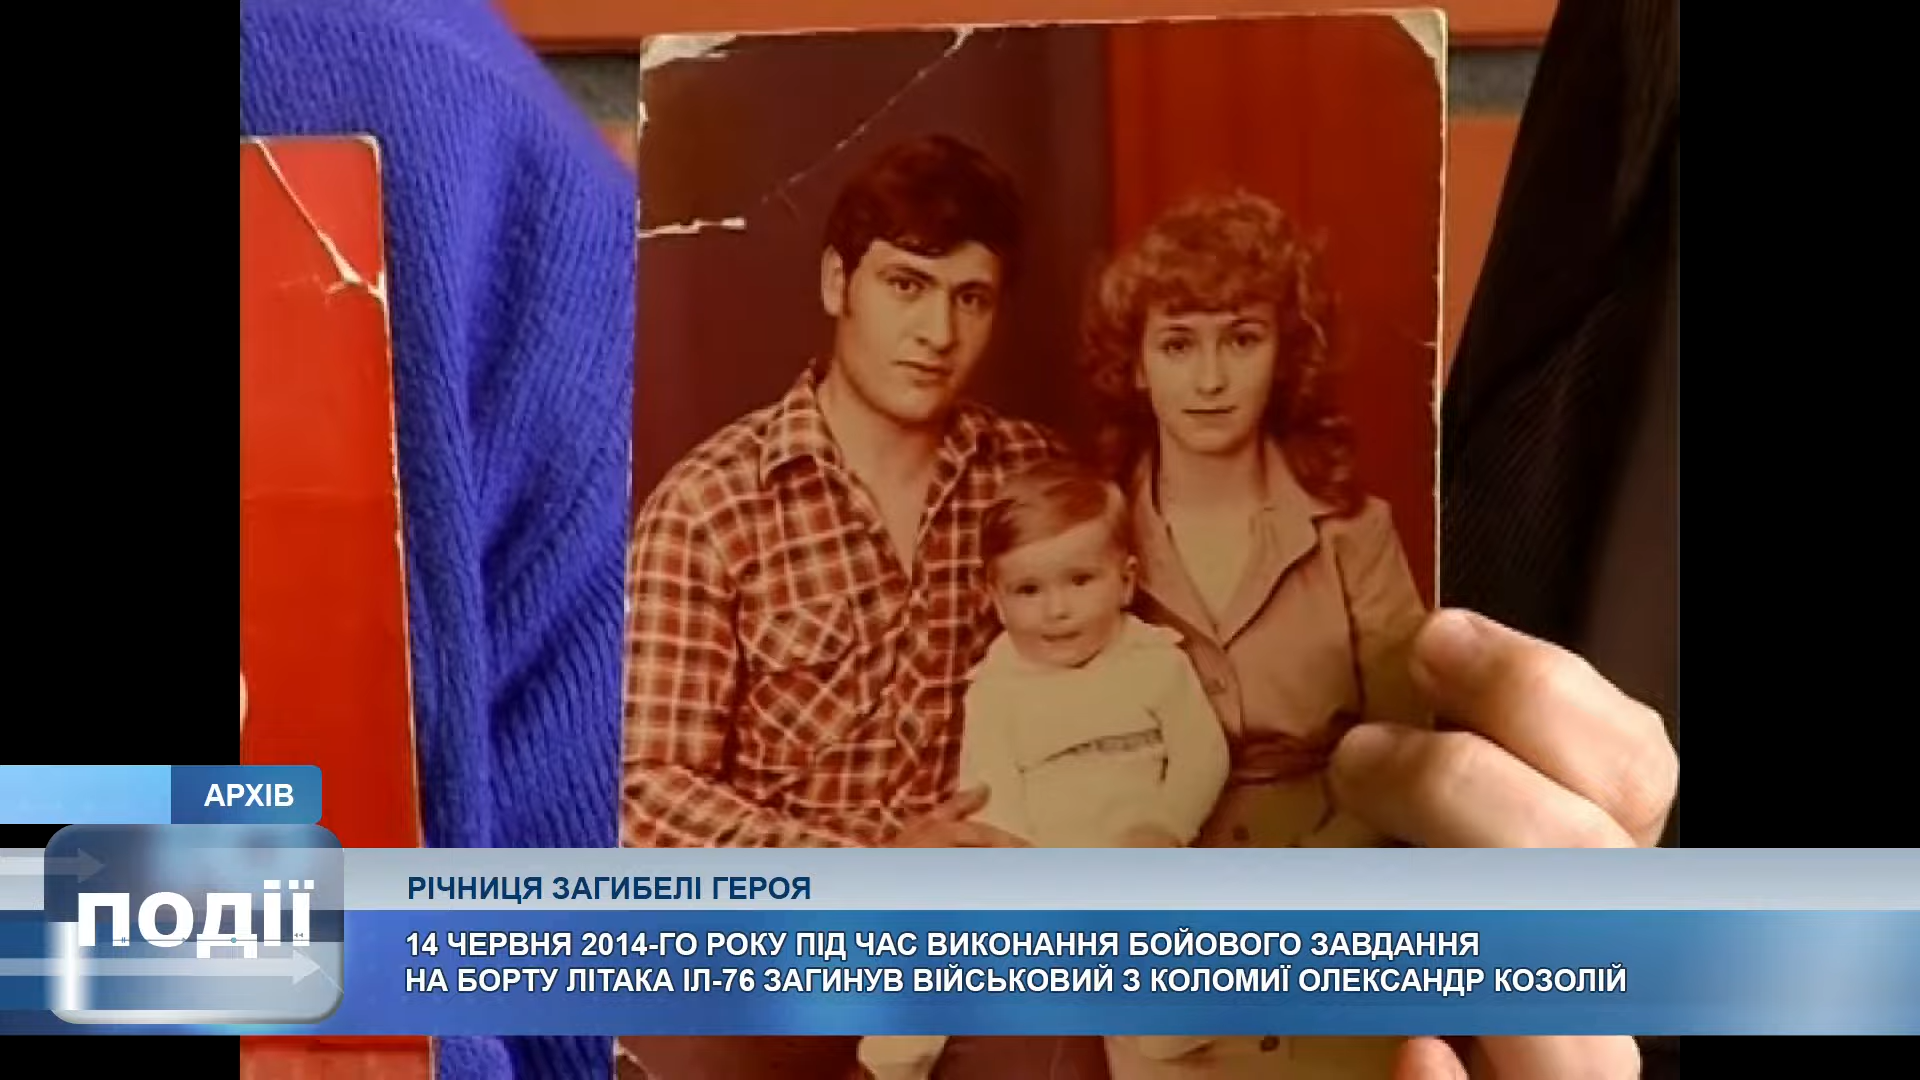 АРХІВ
події
РІЧНИЦЯ ЗАГИБЕЛІ ГЕРОЯ
14 ЧЕРВНЯ 2014-ГО РОКУ ПІД ЧАС ВИКОНАННЯ БОЙОВОГО ЗАВДАННЯ
НА БОРТУ ЛІТАКА ІЛ-76 ЗАГИНУВ ВІЙСЬКОВИЙ З КОЛОМИЇ ОЛЕКСАНДР КОЗОЛІЙ